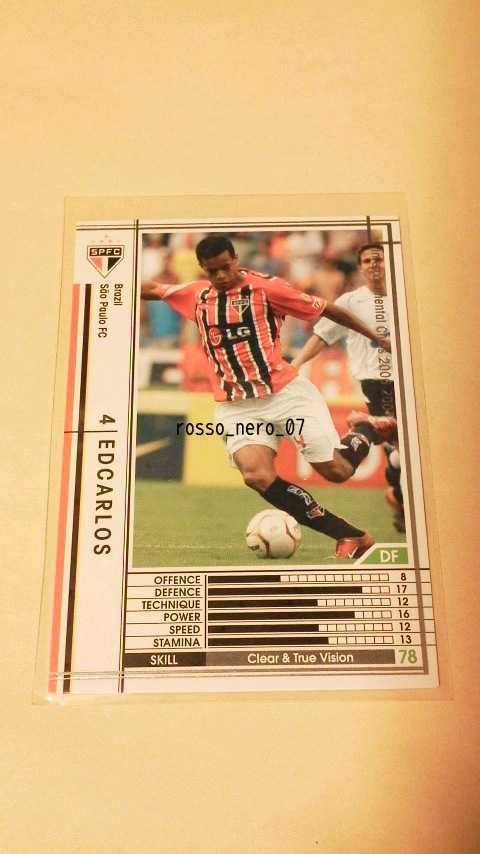 SPFC
Brazil
São Paulo FC
4 EDCARLOS
LG
rosso_nero_07
DF
OFFENCE 8
DEFENCE 17
TECHNIQUE 12
POWER 16
SPEED 12
STAMINA 13
SKILL Clear & True Vision 78